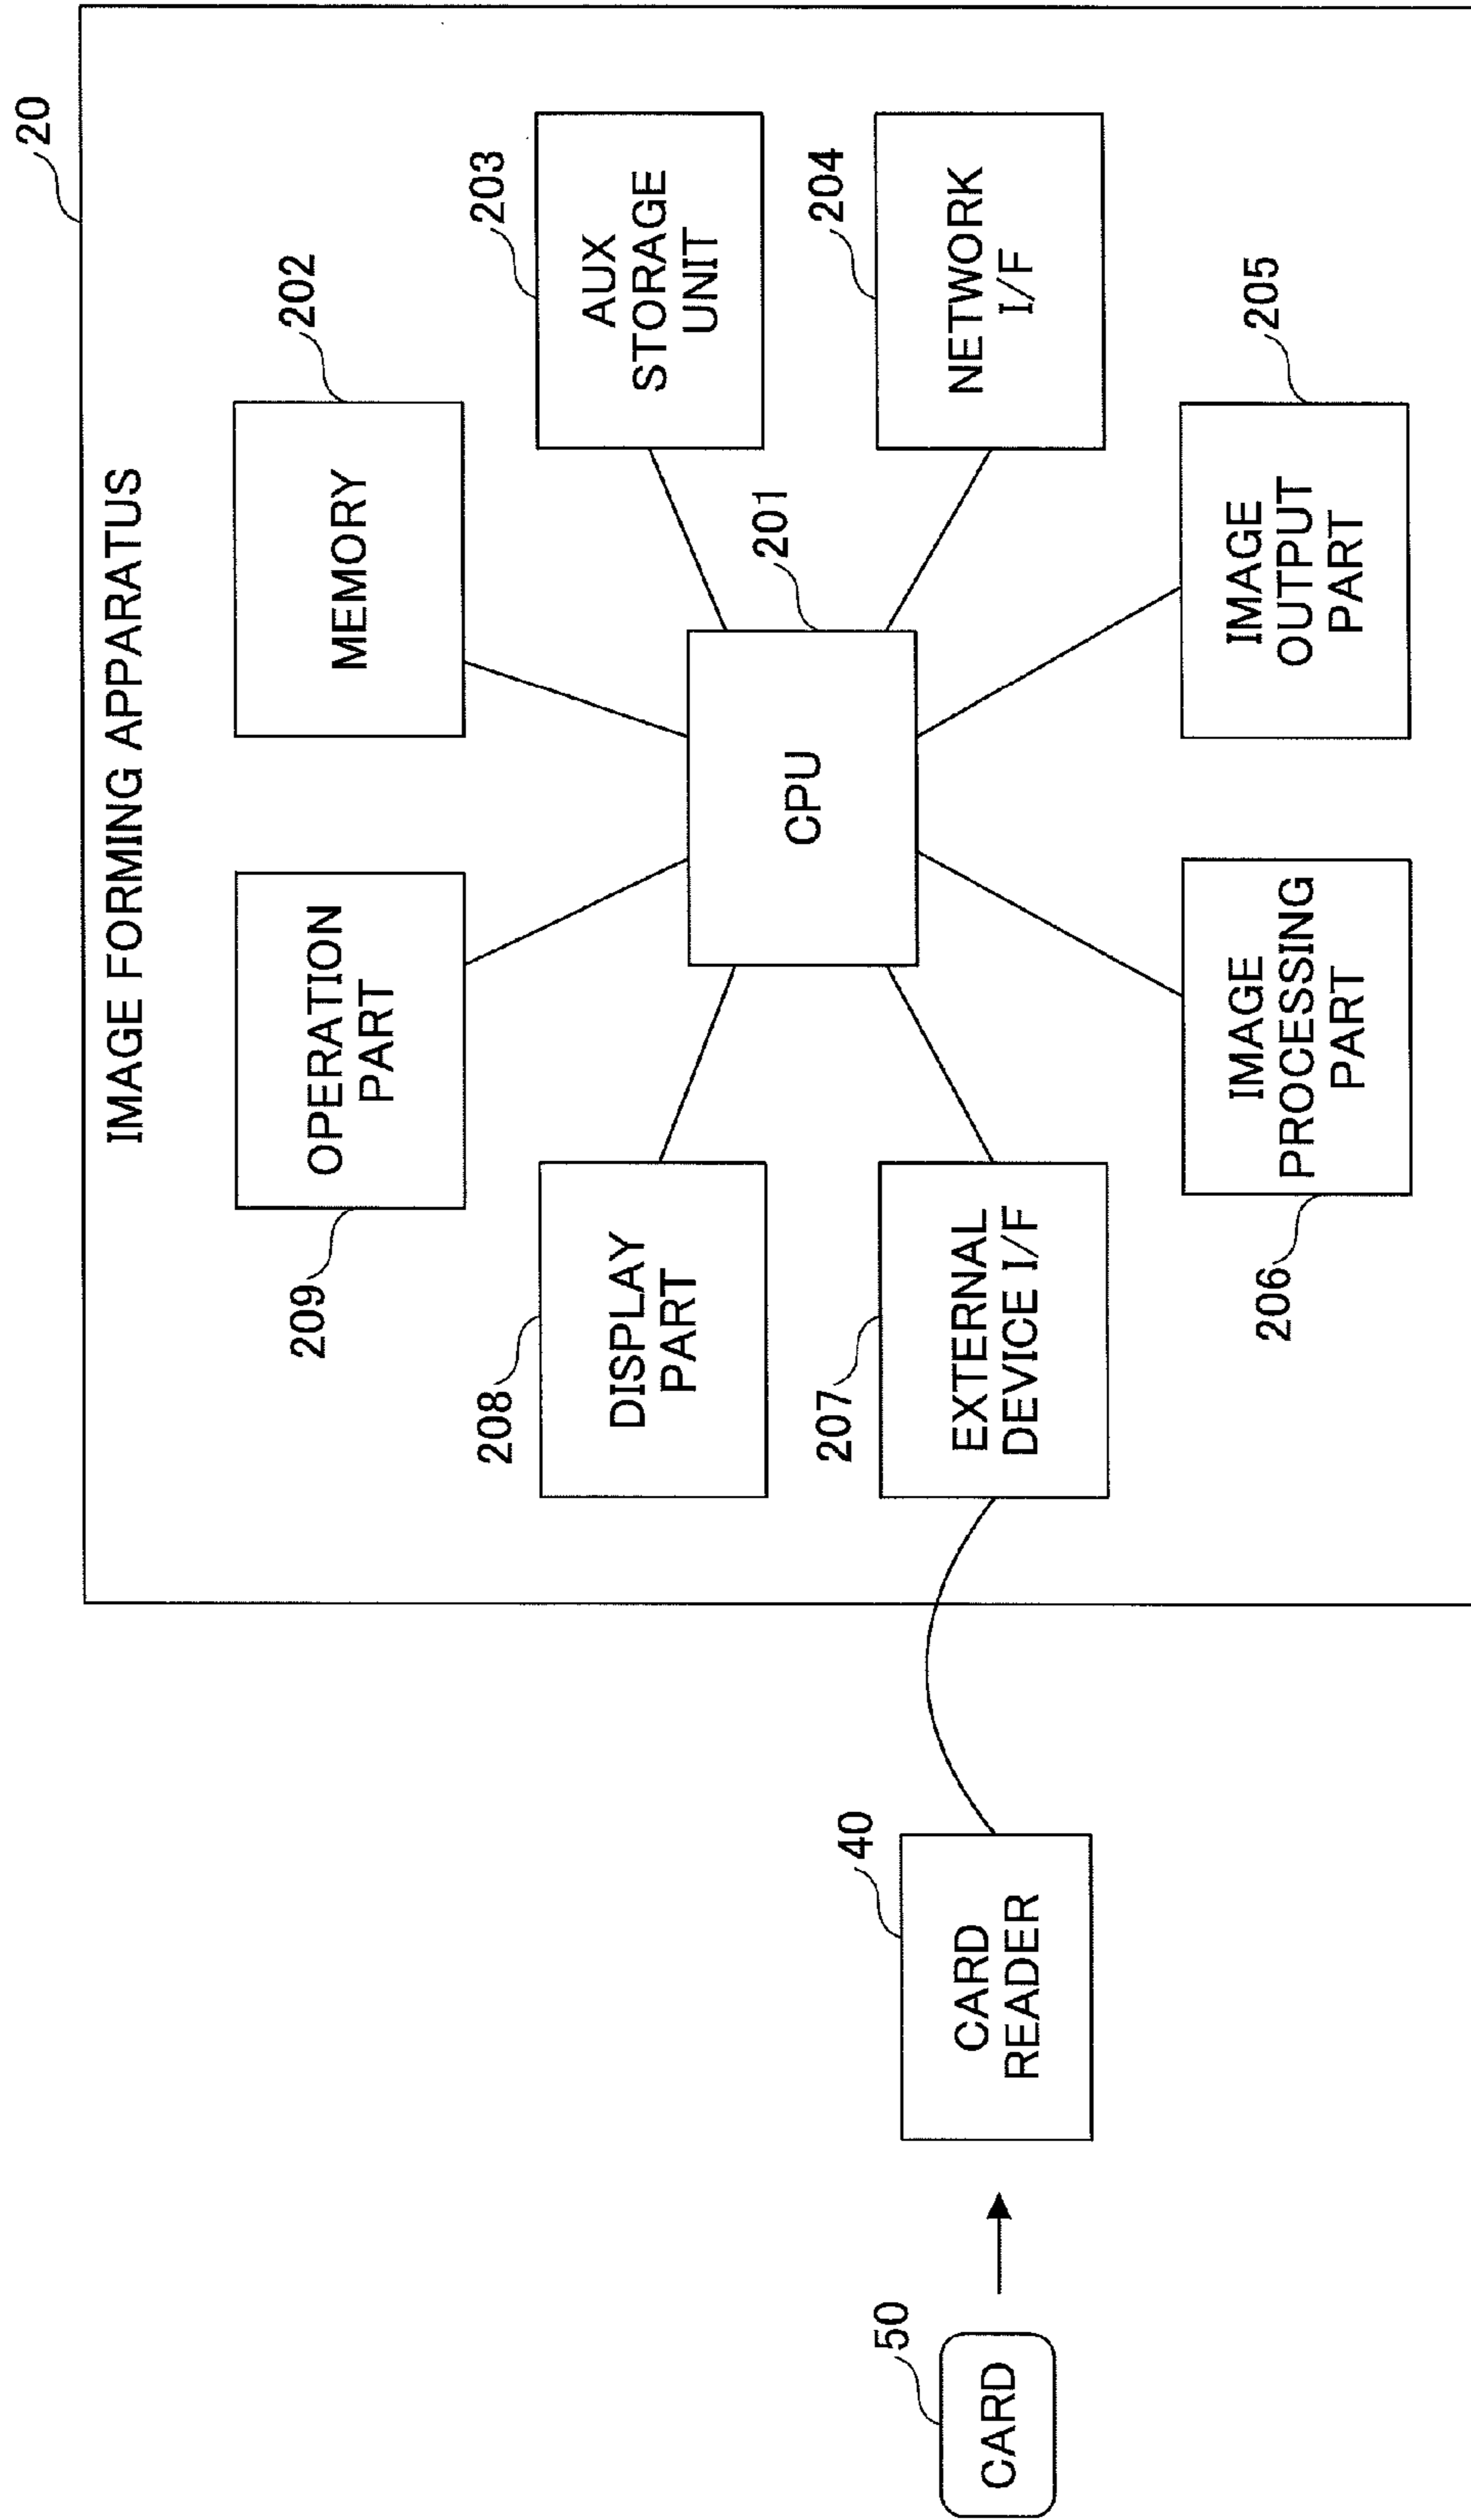 20
IMAGE FORMING APPARATUS
209
OPERATION
PART
202
MEMORY
208
DISPLAY
PART
203
AUX
STORAGE
UNIT
201
CPU
50
CARD
40
CARD
READER
207
EXTERNAL
DEVICE I/F
204
NETWORK
I/F
206
IMAGE
PROCESSING
PART
205
IMAGE
OUTPUT
PART